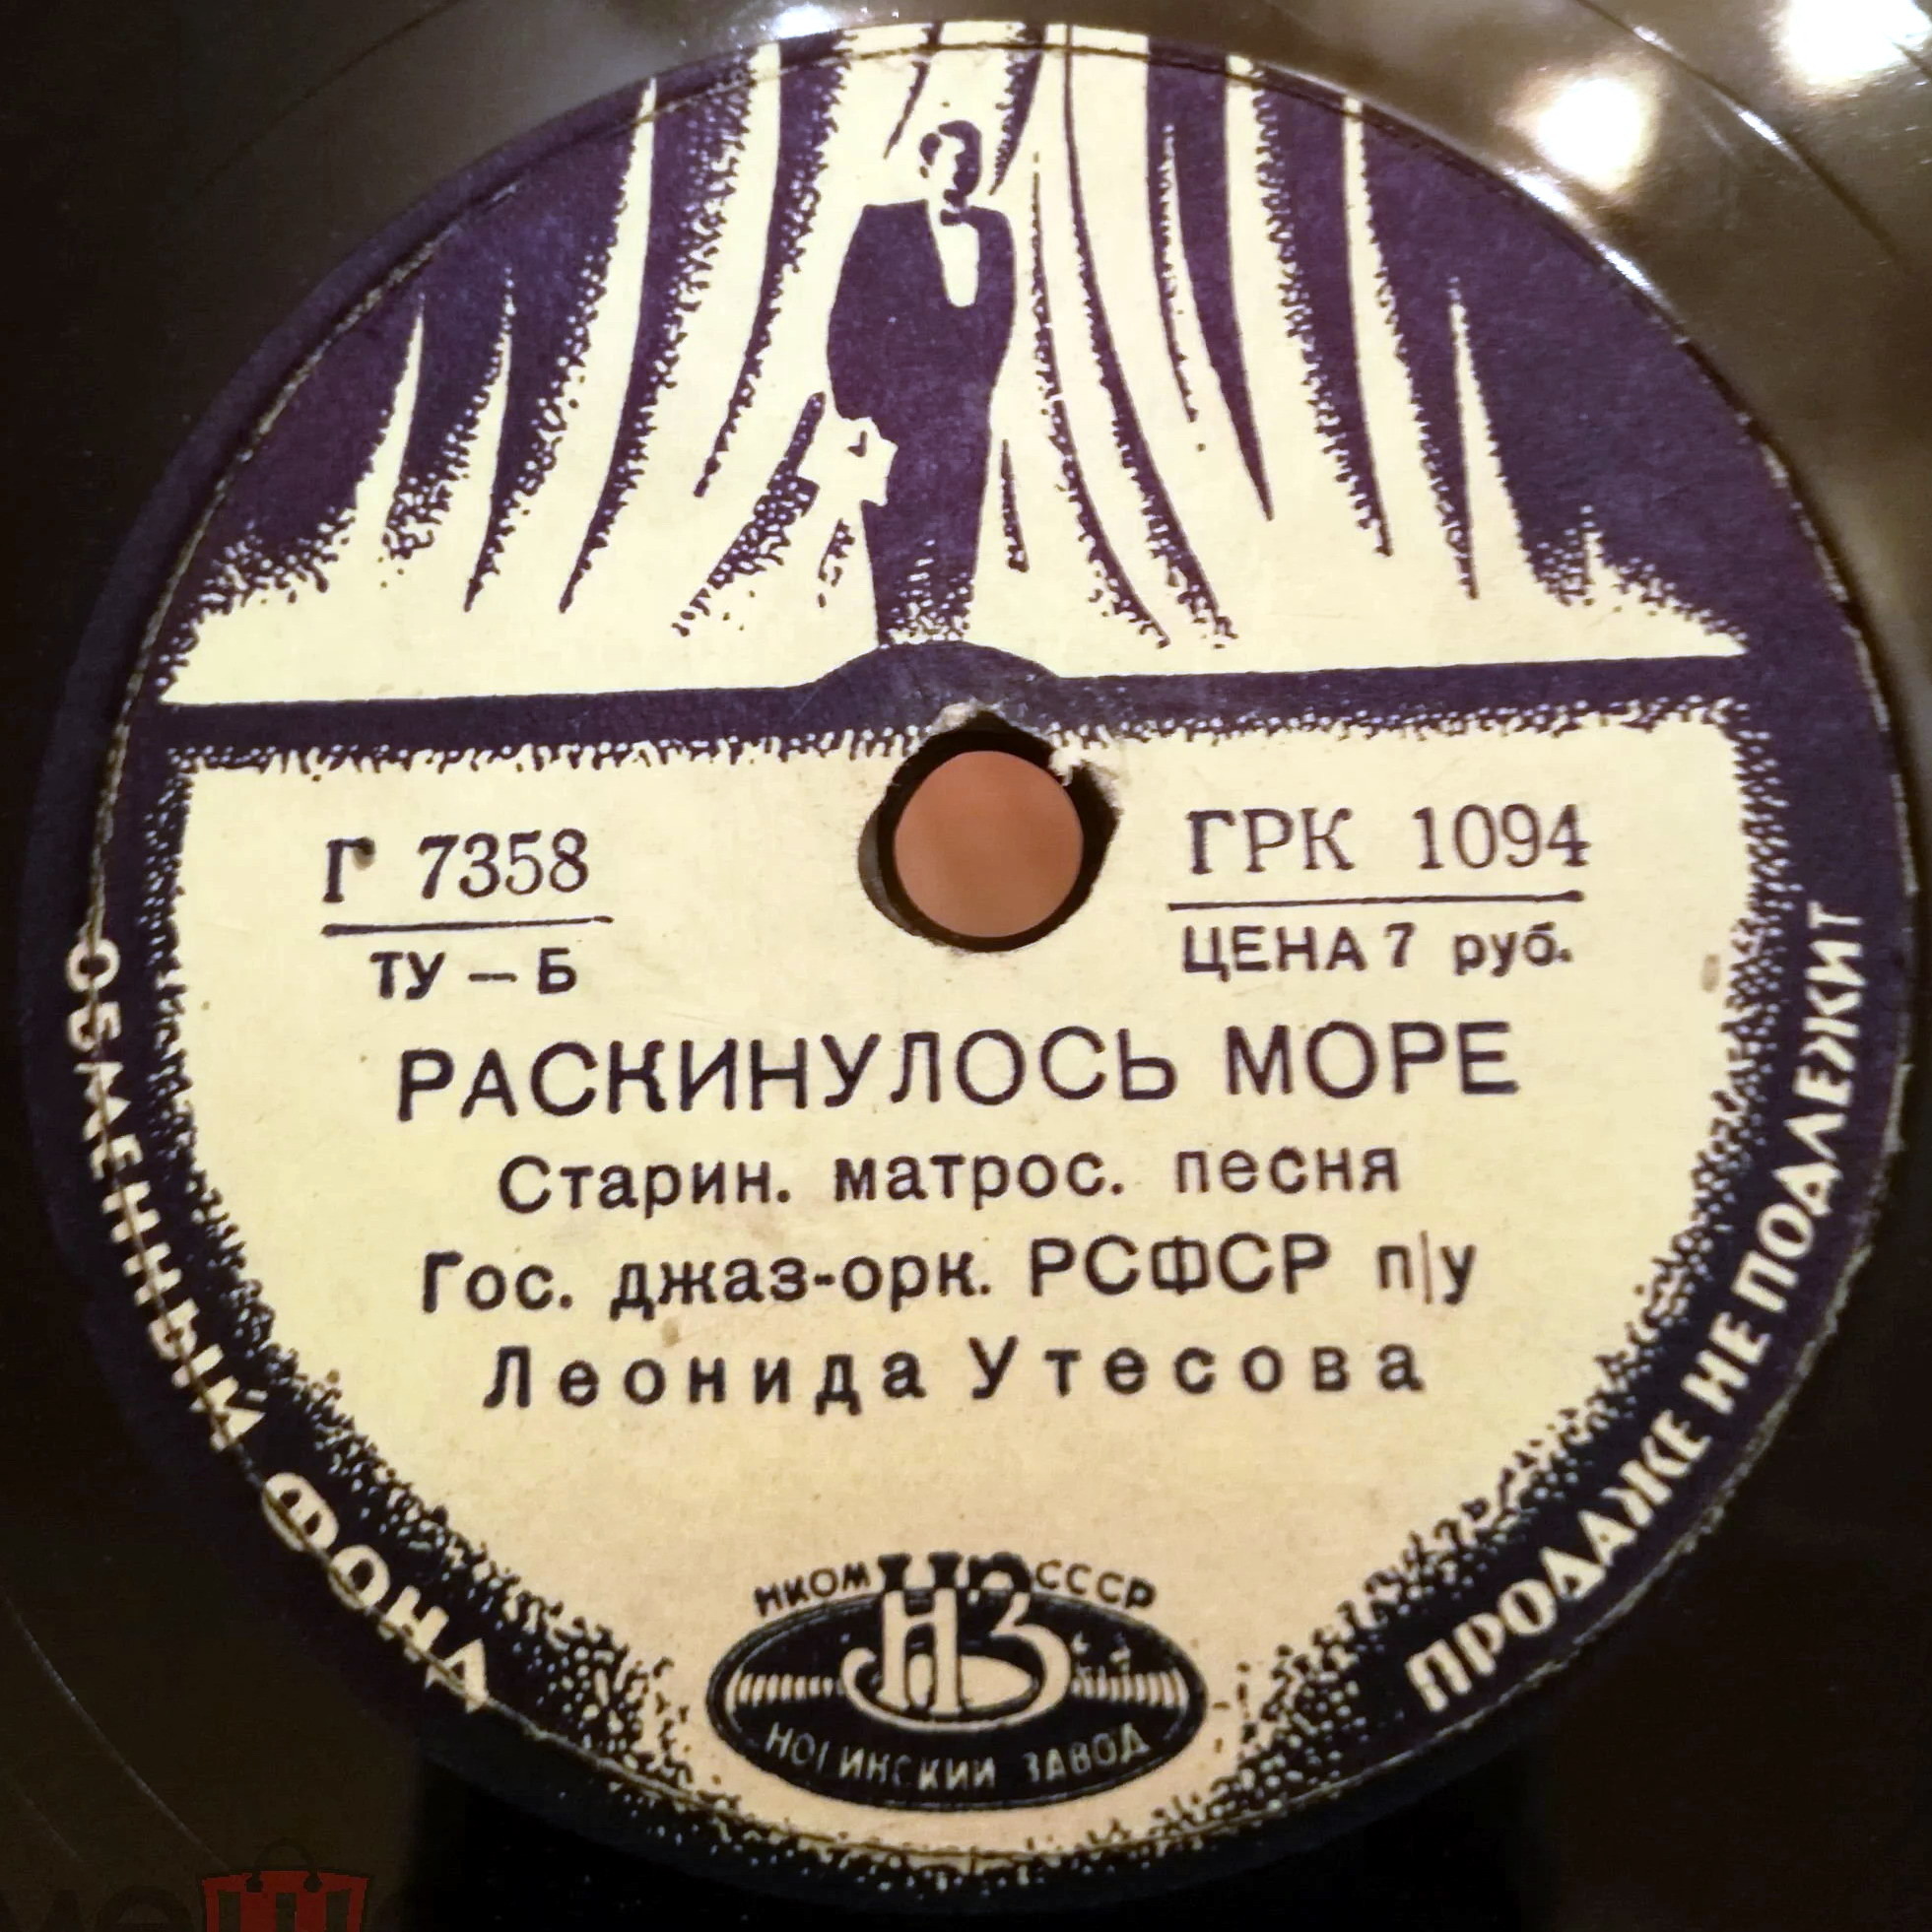 Г 7358
ТУ — Б
ГРК 1094
ЦЕНА 7 руб.
РАСКИНУЛОСЬ МОРЕ
Старин. матрос. песня
Гос. джаз-орк. РСФСР п/у
Леонида Утесова
НКОМ НЗ СССР
НОГИНСКИЙ ЗАВОД
ОБМЕННЫЙ ФОНД
ПРОДАЖЕ НЕ ПОДЛЕЖИТ